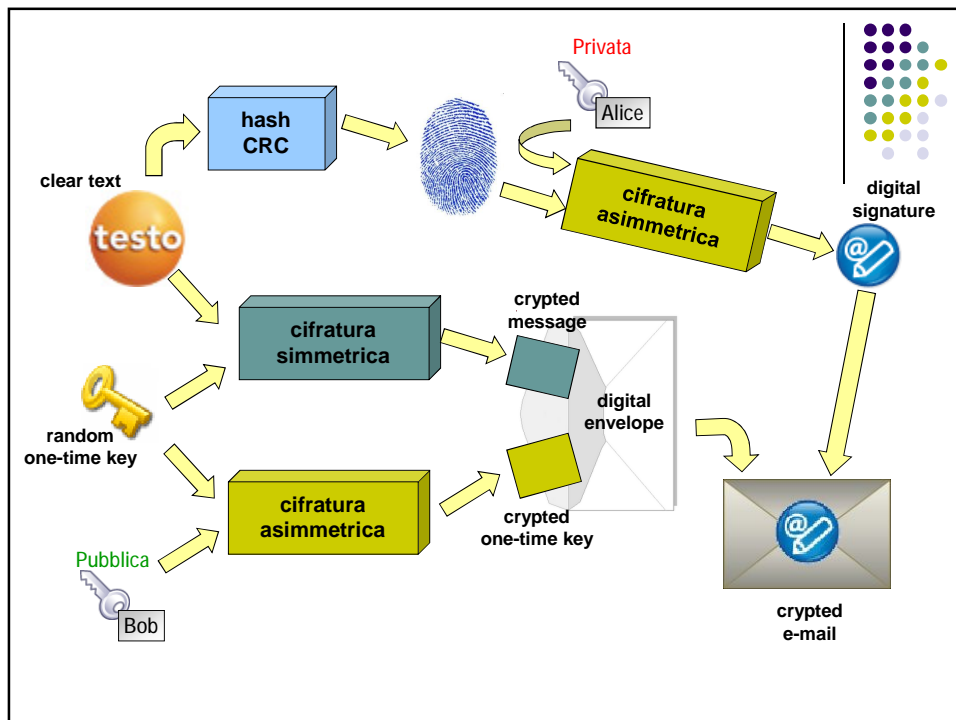 Privata
Alice
hash
CRC
clear text
testo
cifratura
asimmetrica
digital
signature
@
cifratura
simmetrica
crypted
message
digital
envelope
random
one-time key
cifratura
asimmetrica
crypted
one-time key
Pubblica
Bob
@
crypted
e-mail